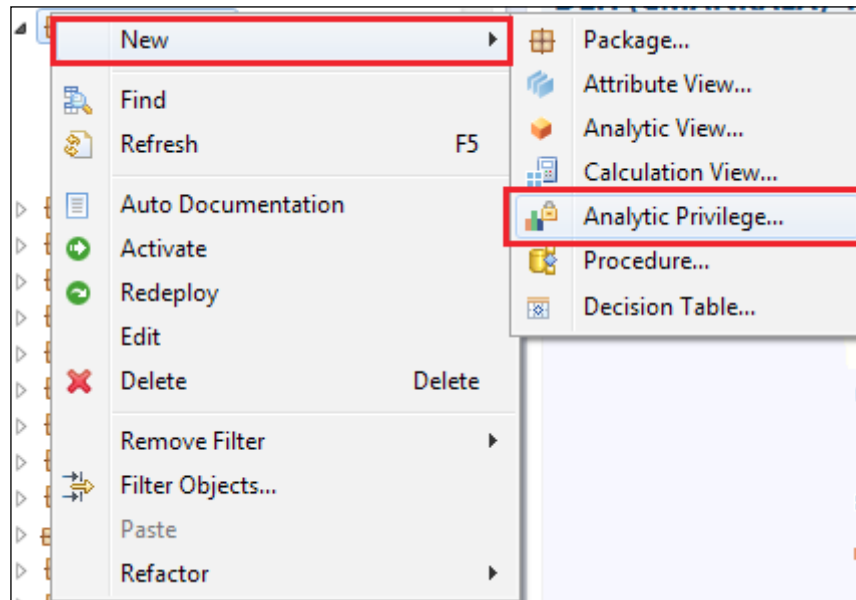 New
Find
Refresh F5
Auto Documentation
Activate
Redeploy
Edit
Delete Delete
Remove Filter
Filter Objects...
Paste
Refactor
Package...
Attribute View...
Analytic View...
Calculation View...
Analytic Privilege...
Procedure...
Decision Table...